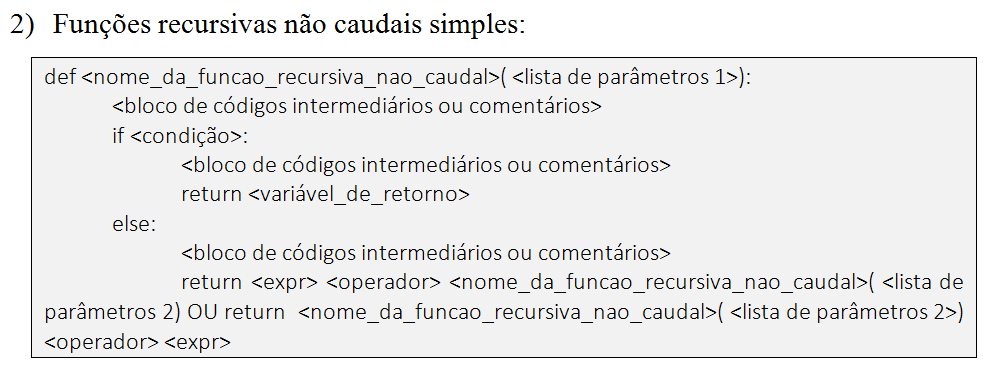 2) Funções recursivas não caudais simples:
def <nome_da_funcao_recursiva_nao_caudal>( <lista de parâmetros 1>):
<bloco de códigos intermediários ou comentários>
if <condição>:
<bloco de códigos intermediários ou comentários>
return <variável_de_retorno>
else:
<bloco de códigos intermediários ou comentários>
return <expr> <operador> <nome_da_funcao_recursiva_nao_caudal>( <lista de
parâmetros 2) OU return <nome_da_funcao_recursiva_nao_caudal>( <lista de parâmetros 2>)
<operador> <expr>